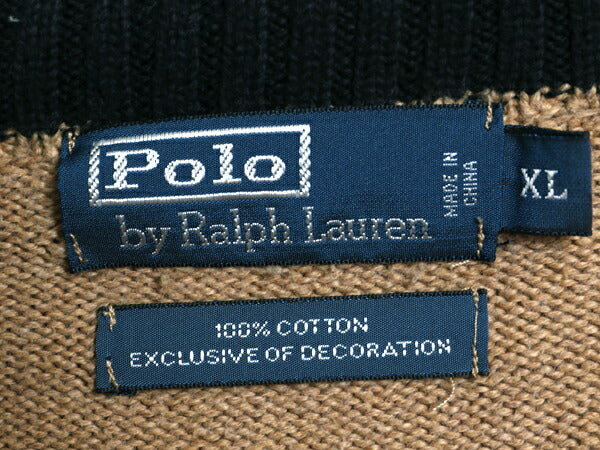 Polo
by Ralph Lauren
MADE IN
CHINA
XL
100% COTTON
EXCLUSIVE OF DECORATION